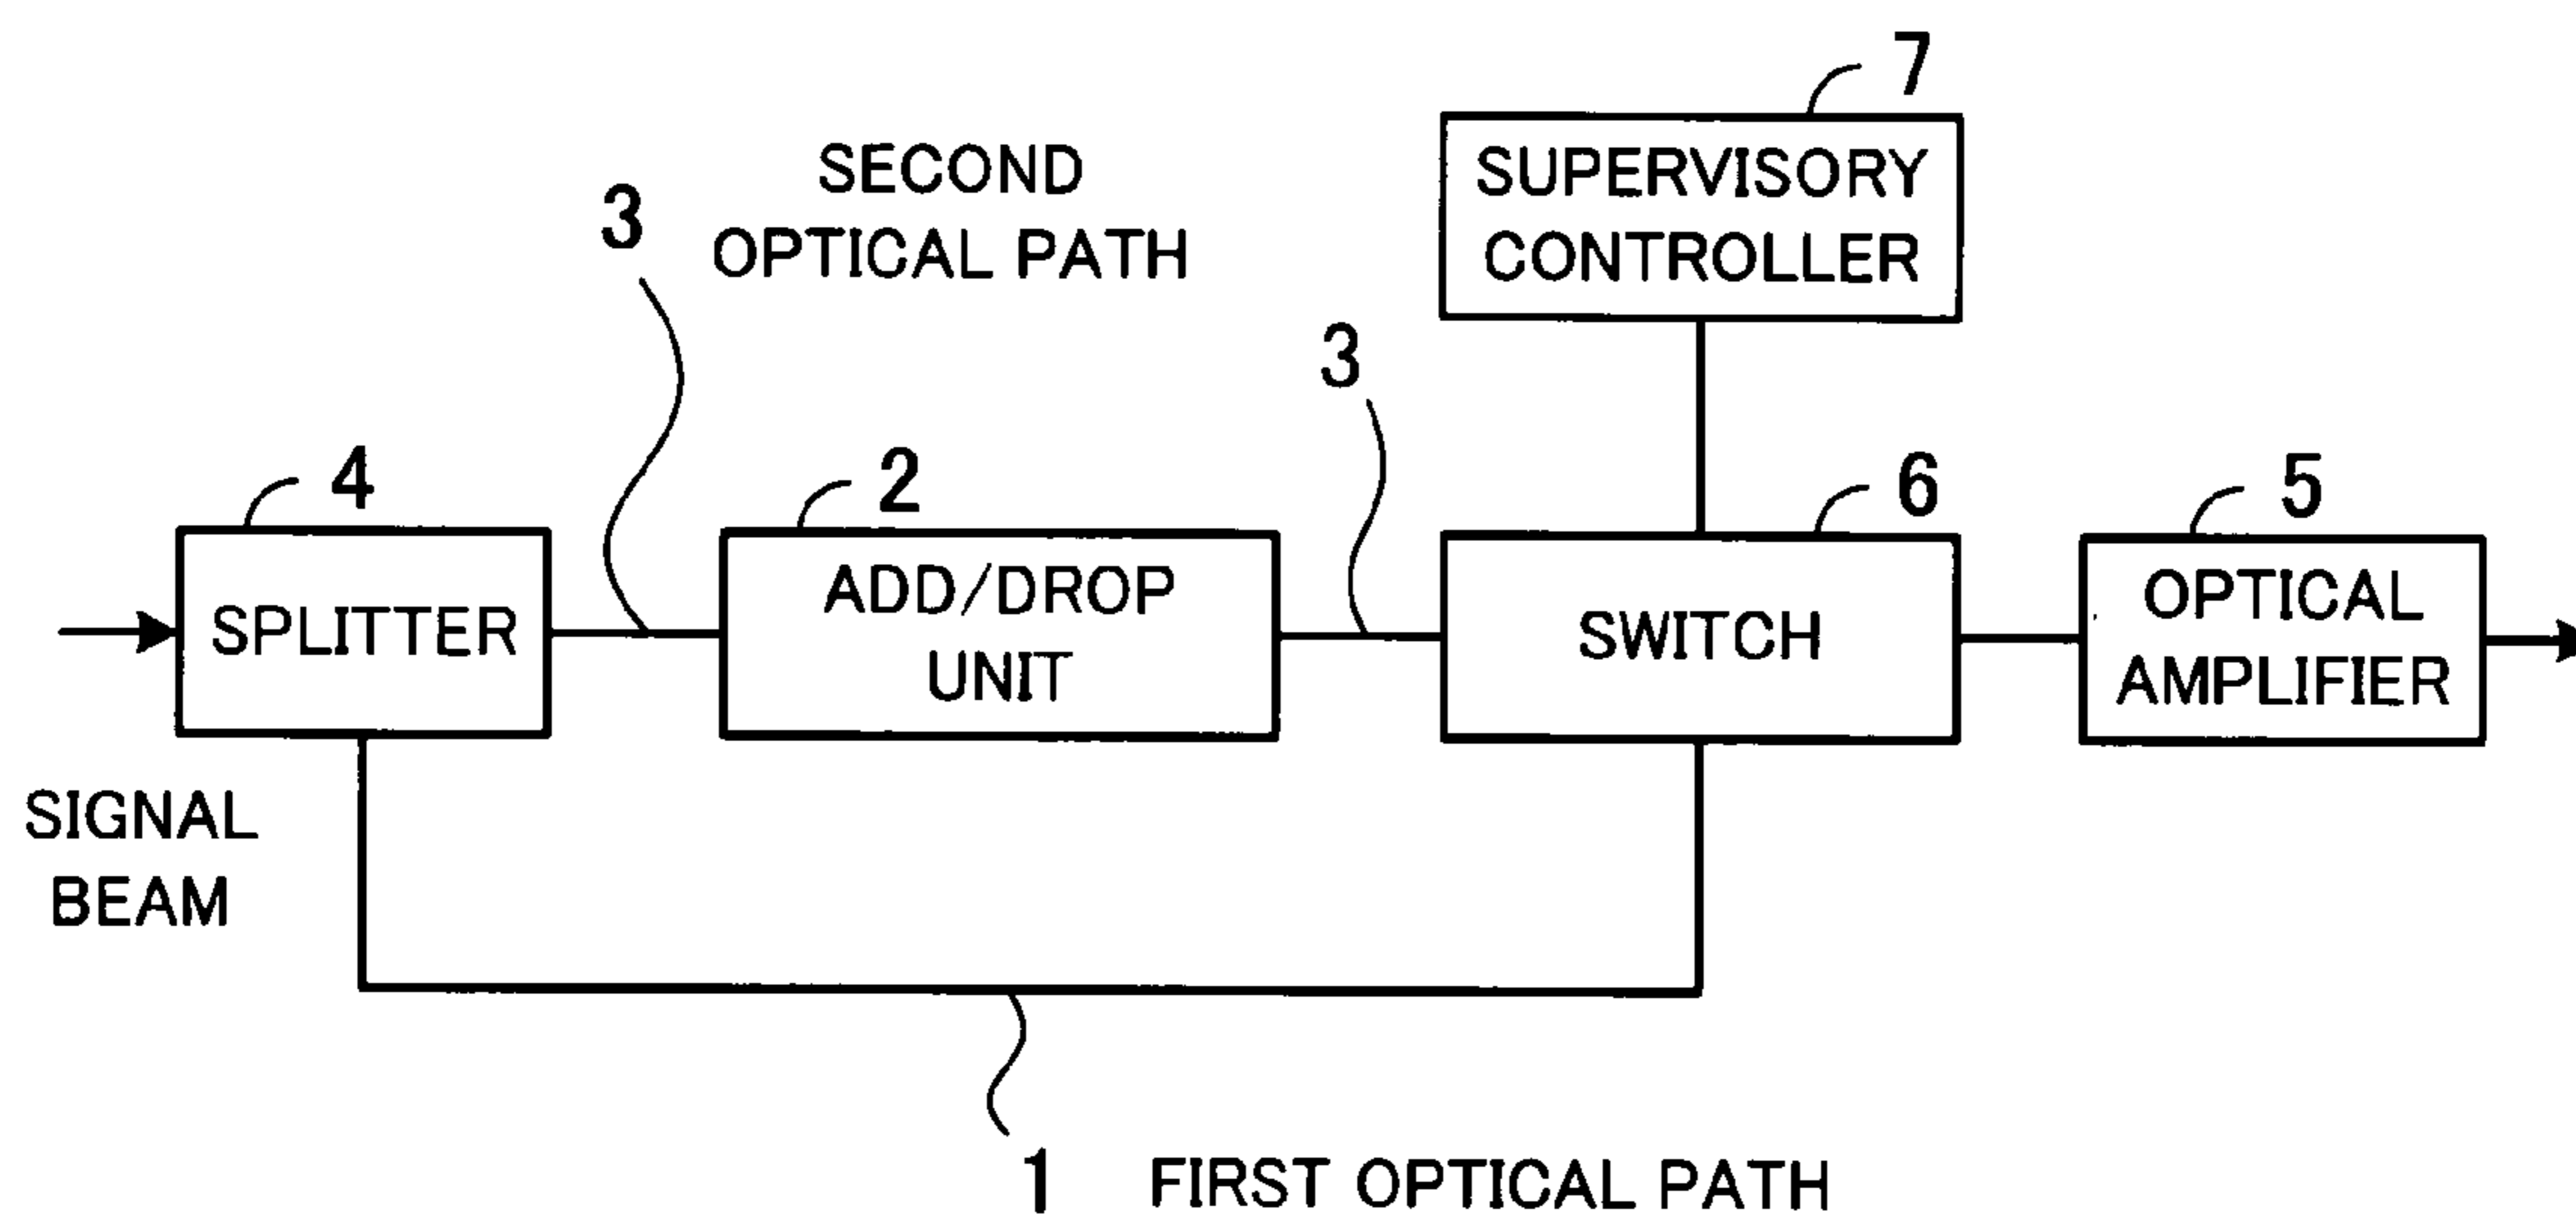 7
SECOND
OPTICAL PATH
3
SUPERVISORY
CONTROLLER
3
4
2
6
5
SPLITTER
ADD/DROP
UNIT
SWITCH
OPTICAL
AMPLIFIER
SIGNAL
BEAM
1
FIRST OPTICAL PATH